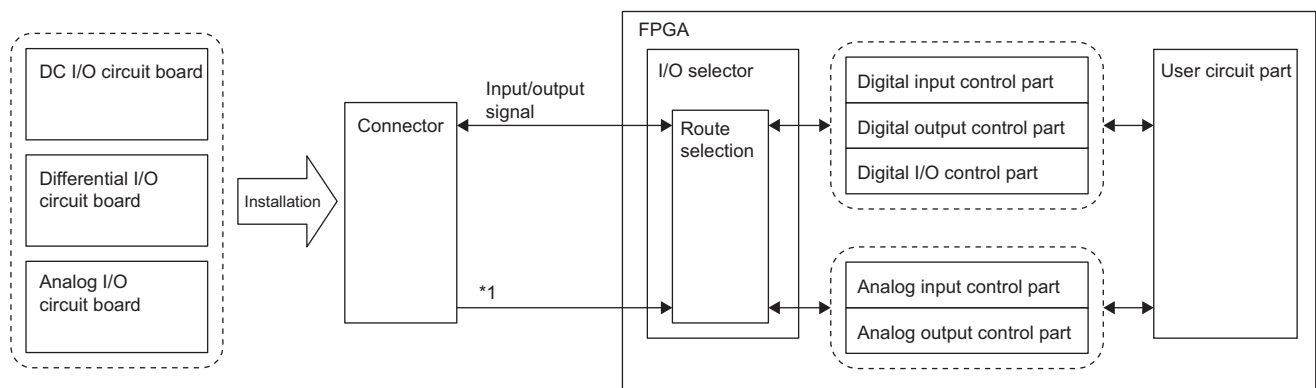 FPGA
DC I/O circuit board
Differential I/O
circuit board
Analog I/O
circuit board
Installation
Connector
Input/output
signal
*1
I/O selector
Route
selection
Digital input control part
Digital output control part
Digital I/O control part
Analog input control part
Analog output control part
User circuit part